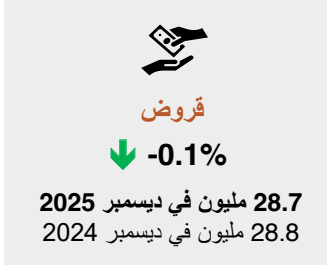 قروض
-0.1%
28.7 مليون في ديسمبر 2025
28.8 مليون في ديسمبر 2024